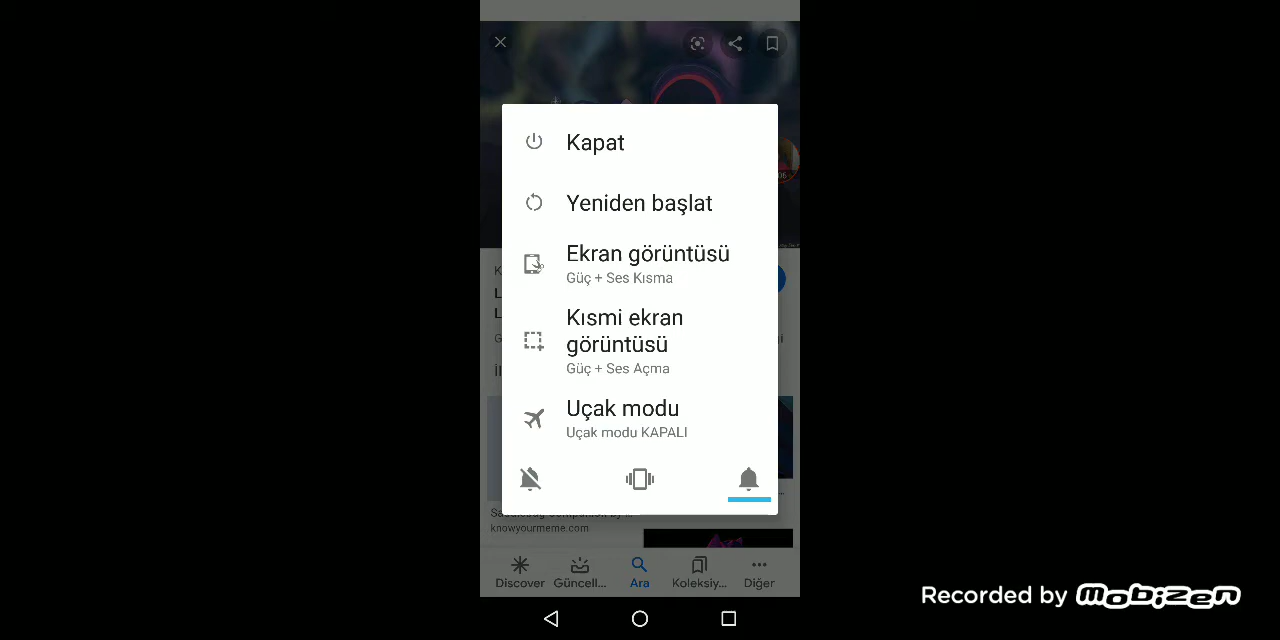 Kapat
Yeniden başlat
Ekran görüntüsü
Güç + Ses Kısma
Kısmi ekran
görüntüsü
Güç + Ses Açma
Uçak modu
Uçak modu KAPALI
knowyourmeme.com
Discover Güncell... Ara Koleksiy... Diğer
Recorded by mobizen